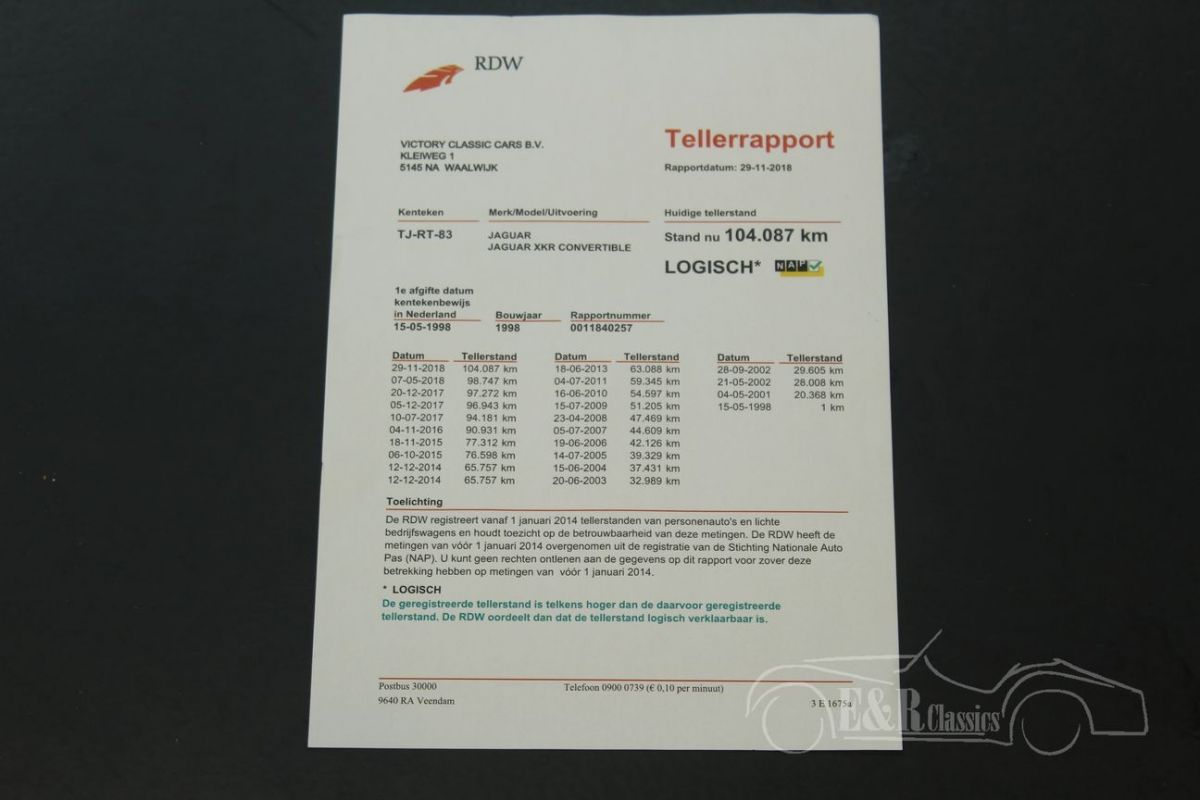 RDW
VICTORY CLASSIC CARS B.V.
KLEIWEG 1
5145 NA WAALWIJK
Tellerrapport
Rapportdatum: 29-11-2018
Kenteken Merk/Model/Uitvoering Huidige tellerstand
TJ-RT-83 JAGUAR Stand nu 104.087 km
JAGUAR XKR CONVERTIBLE
LOGISCH* NAP
1e afgifte datum
kentekenbewijs
in Nederland Bouwjaar Rapportnummer
15-05-1998 1998 0011840257
Datum Tellerstand Datum Tellerstand Datum Tellerstand
29-11-2018 104.087 km 18-06-2013 63.088 km 28-09-2002 29.605 km
07-05-2018 98.747 km 04-07-2011 59.345 km 21-05-2002 28.008 km
20-12-2017 97.272 km 16-06-2010 54.597 km 04-05-2001 20.368 km
05-12-2017 96.943 km 15-07-2009 51.205 km 15-05-1998 1 km
10-07-2017 94.181 km 23-04-2008 47.469 km
04-11-2016 90.931 km 05-07-2007 44.609 km
18-11-2015 77.312 km 19-06-2006 42.126 km
06-10-2015 76.598 km 14-07-2005 39.329 km
12-12-2014 65.757 km 15-06-2004 37.431 km
12-12-2014 65.757 km 20-06-2003 32.989 km
Toelichting
De RDW registreert vanaf 1 januari 2014 tellerstanden van personenauto's en lichte
bedrijfswagens en houdt toezicht op de betrouwbaarheid van deze metingen. De RDW heeft de
metingen van vóór 1 januari 2014 overgenomen uit de registratie van de Stichting Nationale Auto
Pas (NAP). U kunt geen rechten ontlenen aan de gegevens op dit rapport voor zover deze
betrekking hebben op metingen van vóór 1 januari 2014.
* LOGISCH
De geregistreerde tellerstand is telkens hoger dan de daarvoor geregistreerde
tellerstand. De RDW oordeelt dan dat de tellerstand logisch verklaarbaar is.
Postbus 30000 Telefoon 0900 0739 (€ 0,10 per minuut)
9640 RA Veendam 3 E 1675a
E&R Classics